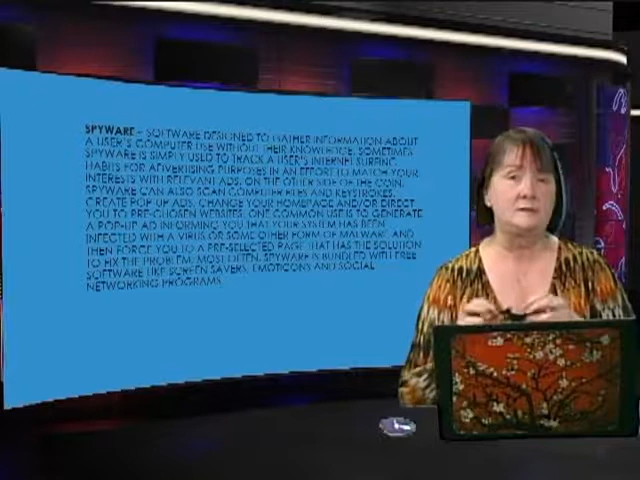 SPYWARE – SOFTWARE DESIGNED TO GATHER INFORMATION ABOUT
A USER'S COMPUTER USE WITHOUT THEIR KNOWLEDGE. SOMETIMES
SPYWARE IS SIMPLY USED TO TRACK A USER'S INTERNET SURFING
HABITS FOR ADVERTISING PURPOSES IN AN EFFORT TO MATCH YOUR
INTERESTS WITH RELEVANT ADS. ON THE OTHER SIDE OF THE COIN,
SPYWARE CAN ALSO SCAN COMPUTER FILES AND KEYSTROKES,
CREATE POP UP ADS, CHANGE YOUR HOMEPAGE AND/OR DIRECT
YOU TO PRE-CHOSEN WEBSITES. ONE COMMON USE IS TO GENERATE
A POP-UP AD INFORMING YOU THAT YOUR SYSTEM HAS BEEN
INFECTED WITH A VIRUS OR SOME OTHER FORM OF MALWARE AND
THEN FORCE YOU TO A PRE-SELECTED PAGE THAT HAS THE SOLUTION
TO FIX THE PROBLEM. MOST OFTEN, SPYWARE IS BUNDLED WITH FREE
SOFTWARE LIKE SCREEN SAVERS, EMOTICONS AND SOCIAL
NETWORKING PROGRAMS